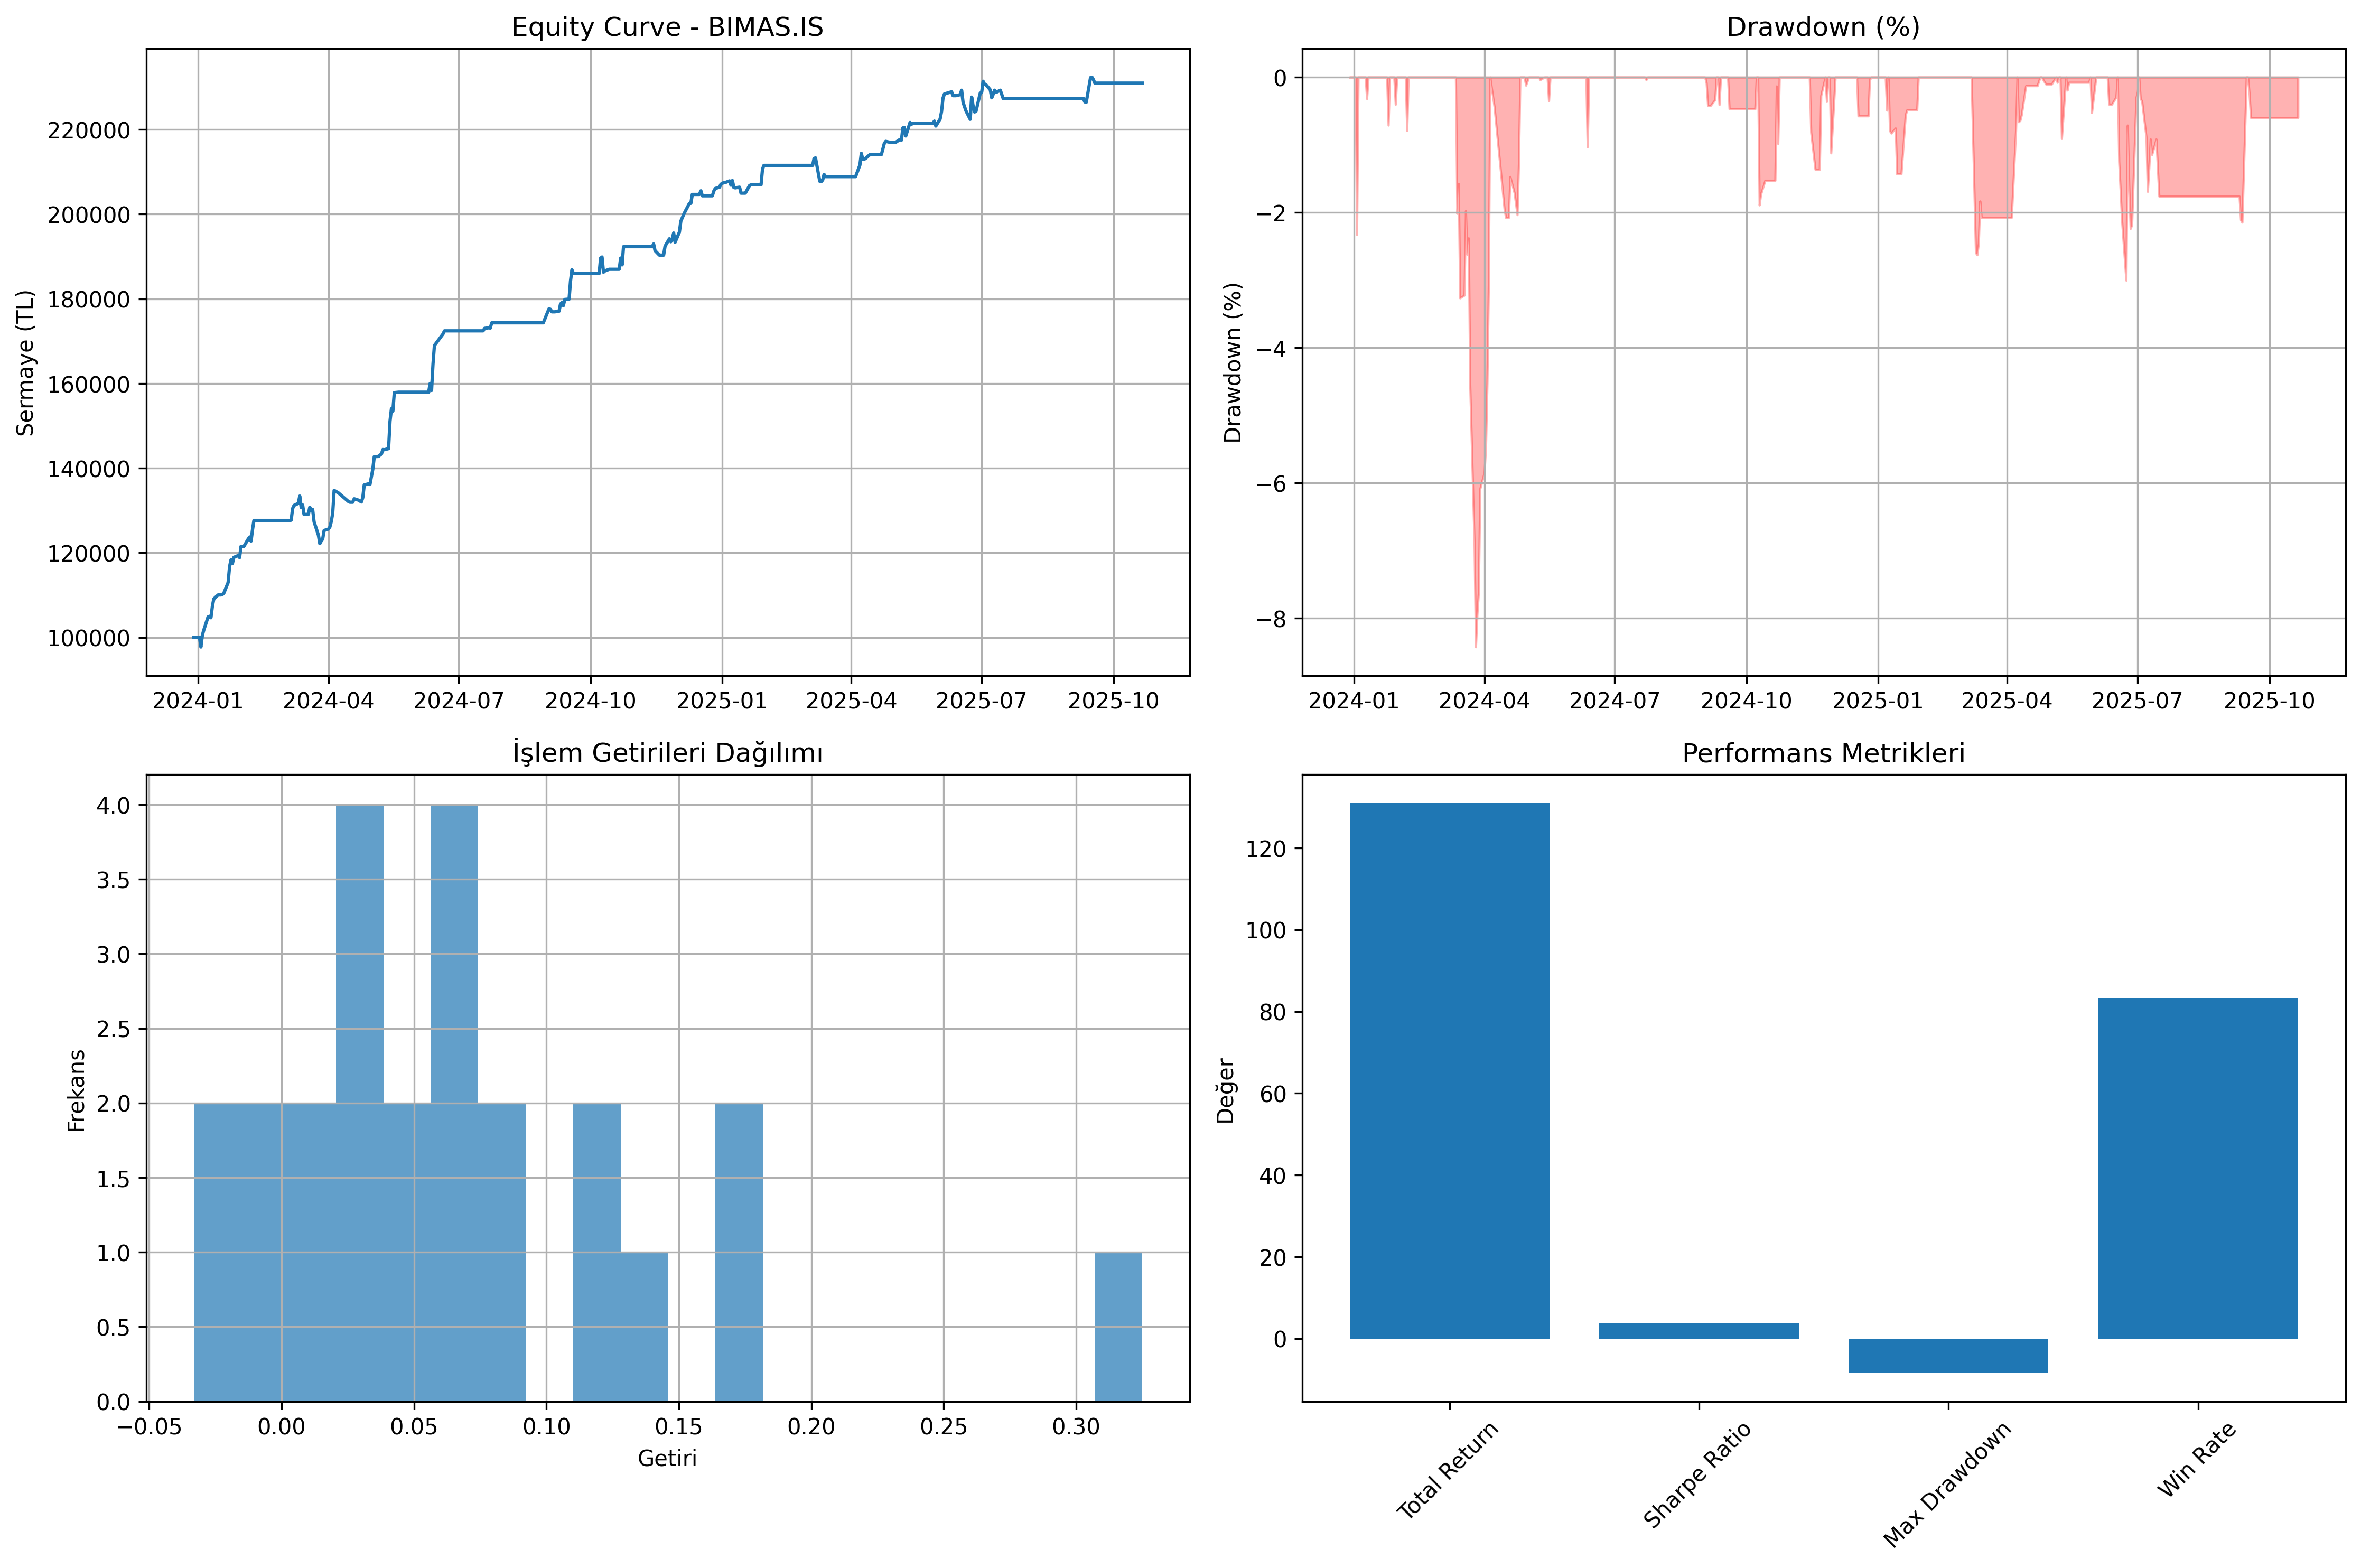 Equity Curve - BIMAS.IS
Sermaye (TL)
220000
200000
180000
160000
140000
120000
100000
2024-01 2024-04 2024-07 2024-10 2025-01 2025-04 2025-07 2025-10
Drawdown (%)
Drawdown (%)
0
−2
−4
−6
−8
2024-01 2024-04 2024-07 2024-10 2025-01 2025-04 2025-07 2025-10
İşlem Getirileri Dağılımı
Frekans
4.0
3.5
3.0
2.5
2.0
1.5
1.0
0.5
0.0
−0.05 0.00 0.05 0.10 0.15 0.20 0.25 0.30
Getiri
Performans Metrikleri
Değer
120
100
80
60
40
20
0
Total Return
Sharpe Ratio
Max Drawdown
Win Rate